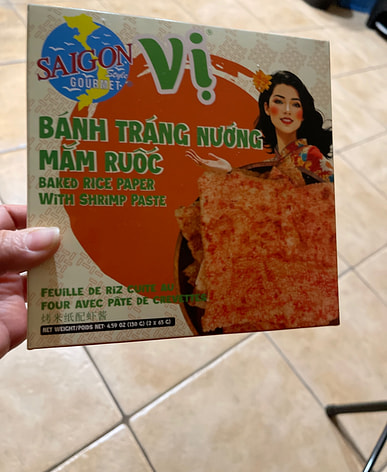 SAIGON
Style
GOURMET
Vị®
BÁNH TRÁNG NƯỚNG
MẮM RUỐC
BAKED RICE PAPER
WITH SHRIMP PASTE
FEUILLE DE RIZ CUITE AU
FOUR AVEC PÂTE DE CREVETTES
烤米纸配虾酱
NET WEIGHT/POIDS NET: 4.59 OZ (130 G) (2 X 65 G)